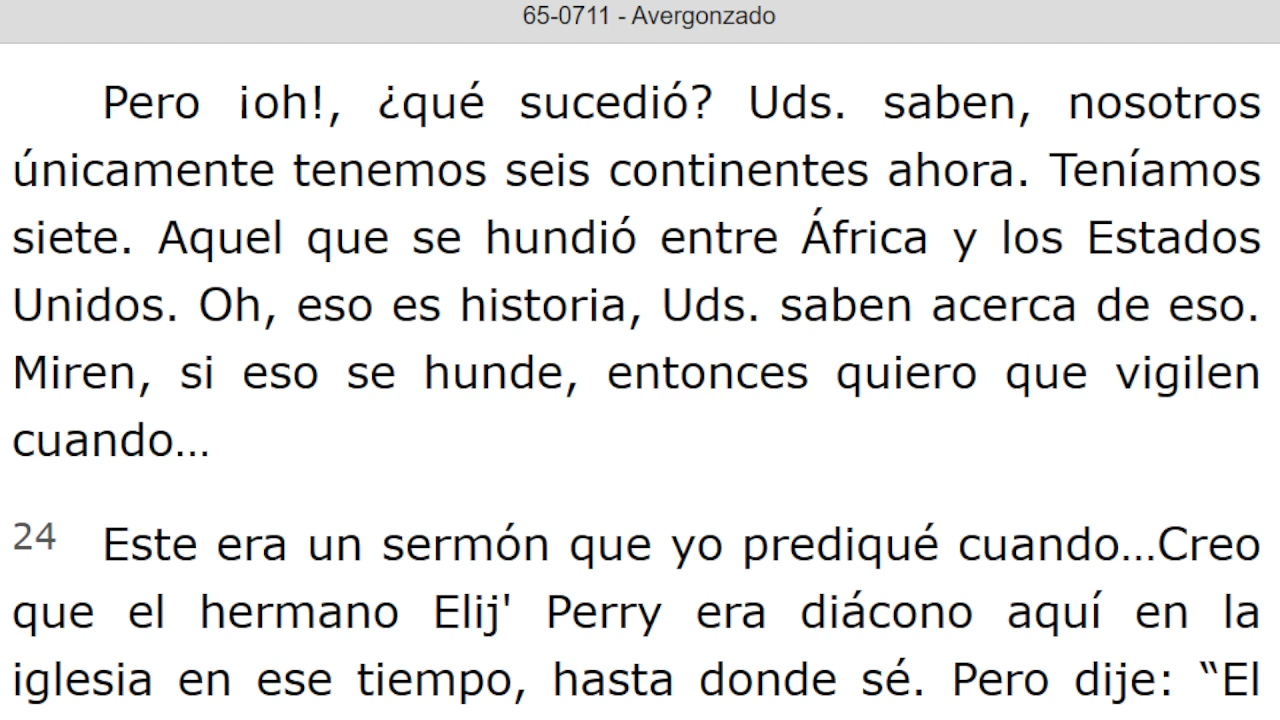 65-0711 - Avergonzado
Pero ¡oh!, ¿qué sucedió? Uds. saben, nosotros
únicamente tenemos seis continentes ahora. Teníamos
siete. Aquel que se hundió entre África y los Estados
Unidos. Oh, eso es historia, Uds. saben acerca de eso.
Miren, si eso se hunde, entonces quiero que vigilen
cuando...
24 Este era un sermón que yo prediqué cuando...Creo
que el hermano Elij' Perry era diácono aquí en la
iglesia en ese tiempo, hasta donde sé. Pero dije: “El